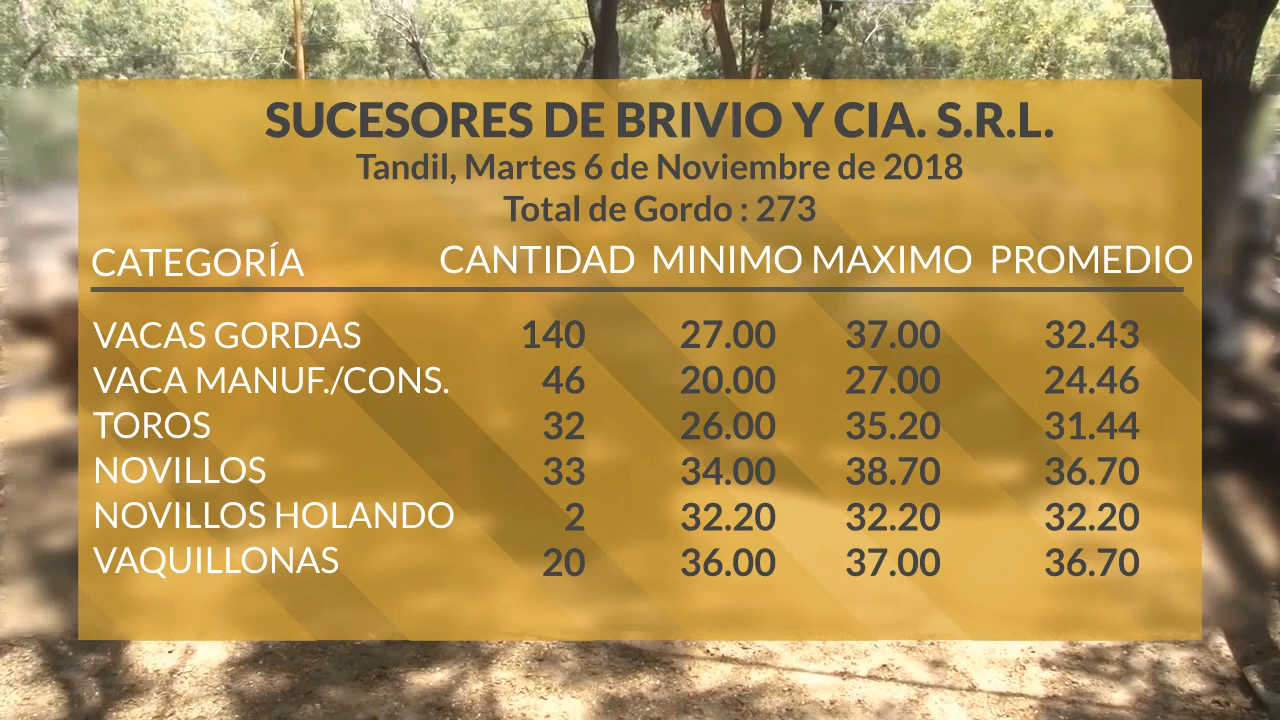 SUCESORES DE BRIVIO Y CIA. S.R.L.
Tandil, Martes 6 de Noviembre de 2018
Total de Gordo : 273
CATEGORÍA CANTIDAD MINIMO MAXIMO PROMEDIO
VACAS GORDAS 140 27.00 37.00 32.43
VACA MANUF./CONS. 46 20.00 27.00 24.46
TOROS 32 26.00 35.20 31.44
NOVILLOS 33 34.00 38.70 36.70
NOVILLOS HOLANDO 2 32.20 32.20 32.20
VAQUILLONAS 20 36.00 37.00 36.70